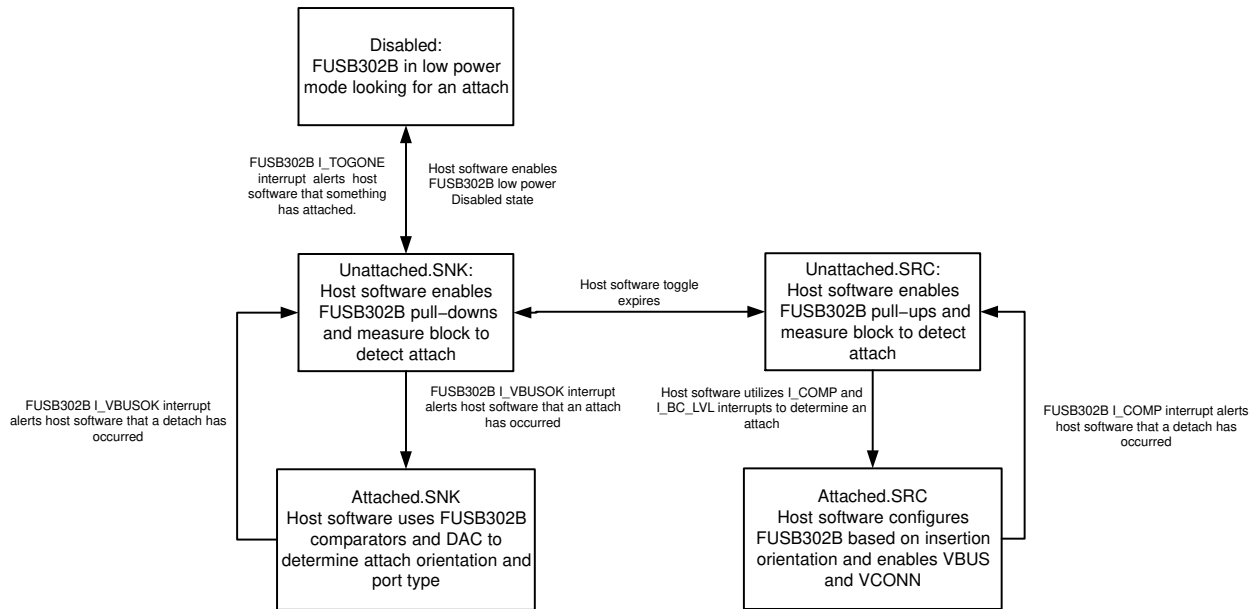 Disabled:
FUSB302B in low power
mode looking for an attach
FUSB302B I_TOGONE
interrupt alerts host
software that something
has attached.
Host software enables
FUSB302B low power
Disabled state
Unattached.SNK:
Host software enables
FUSB302B pull−downs
and measure block to
detect attach
Host software toggle
expires
Unattached.SRC:
Host software enables
FUSB302B pull−ups and
measure block to detect
attach
FUSB302B I_VBUSOK interrupt
alerts host software that a detach has
occurred
FUSB302B I_VBUSOK interrupt
alerts host software that an attach
has occurred
Host software utilizes I_COMP and
I_BC_LVL interrupts to determine an
attach
FUSB302B I_COMP interrupt alerts
host software that a detach has
occurred
Attached.SNK
Host software uses FUSB302B
comparators and DAC to
determine attach orientation and
port type
Attached.SRC
Host software configures
FUSB302B based on insertion
orientation and enables VBUS
and VCONN